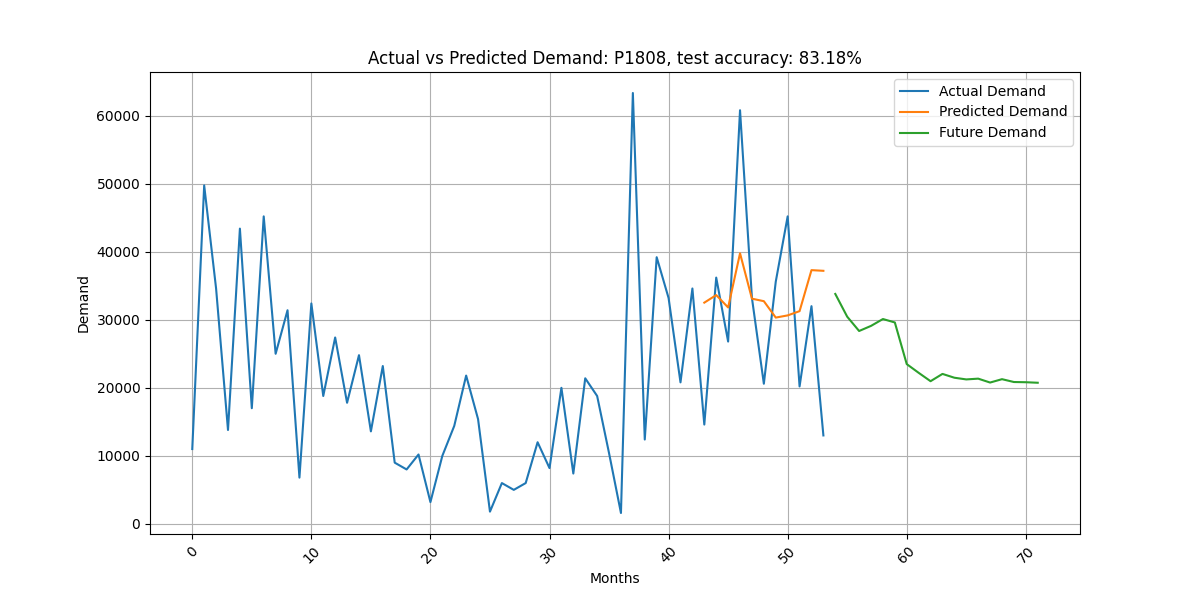 Actual vs Predicted Demand: P1808, test accuracy: 83.18%
Actual Demand
Predicted Demand
Future Demand
60000
50000
40000
30000
20000
10000
0
Demand
0
10
20
30
40
50
60
70
Months